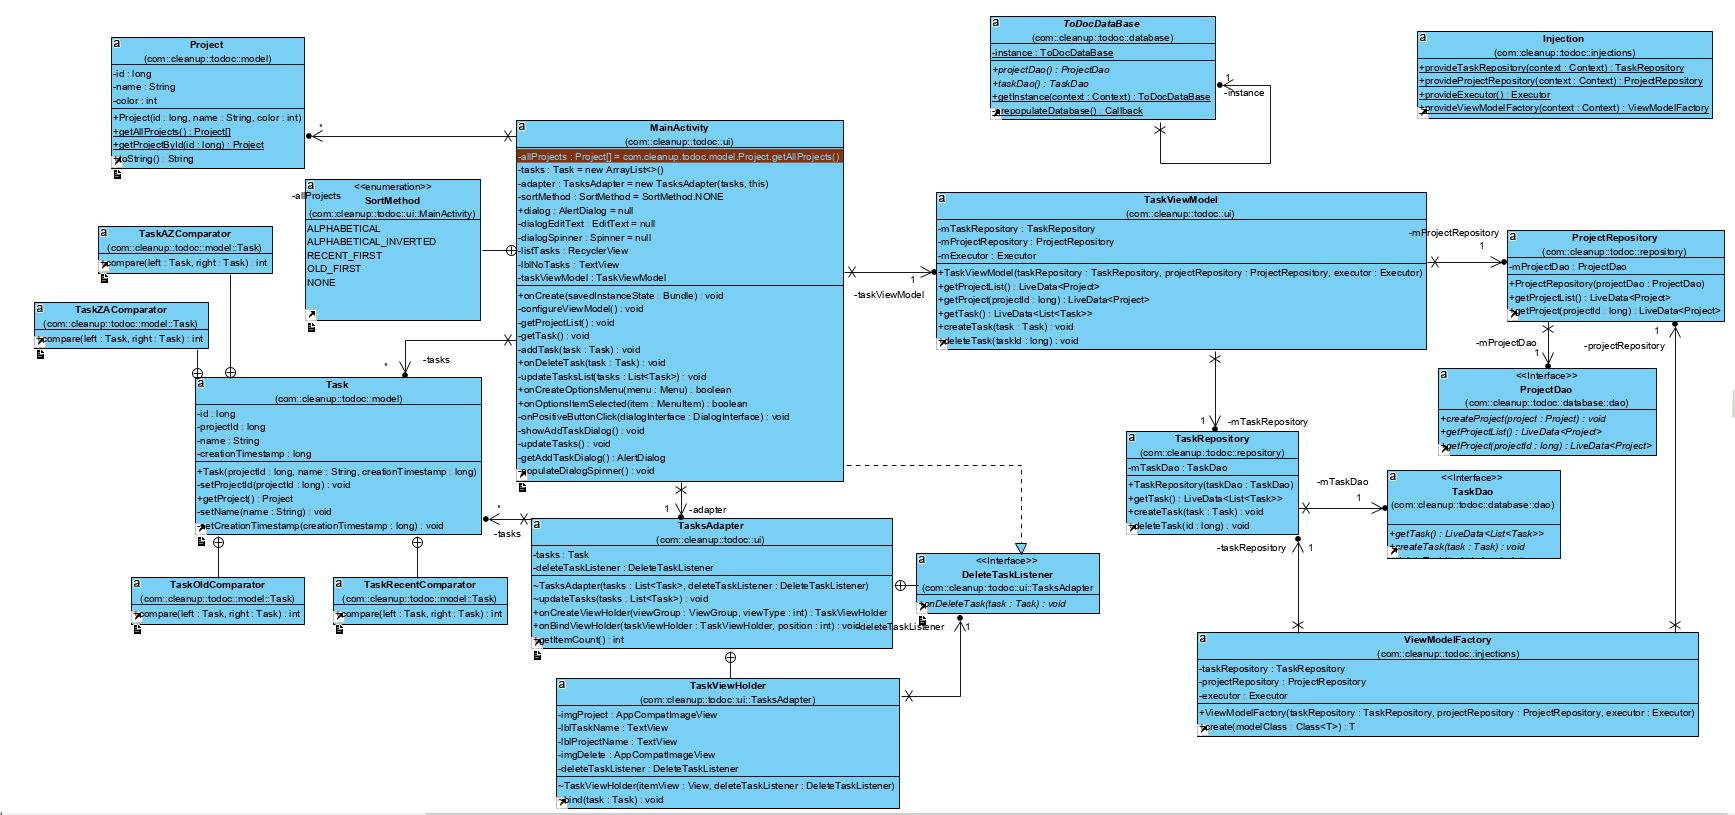 a
Project
(com::cleanup::todoc::model)
-id : long
-name : String
-color : int
+Project(id : long, name : String, color : int)
+getAllProjects() : Project[]
+getProjectById(id : long) : Project
toString() : String
*
-allProjects
a
<<enumeration>>
SortMethod
(com::cleanup::todoc::ui::MainActivity)
ALPHABETICAL
ALPHABETICAL_INVERTED
RECENT_FIRST
OLD_FIRST
NONE
a
TaskAZComparator
(com::cleanup::todoc::model::Task)
compare(left : Task, right : Task) : int
a
TaskZAComparator
(com::cleanup::todoc::model::Task)
compare(left : Task, right : Task) : int
a
Task
(com::cleanup::todoc::model)
-id : long
-projectId : long
-name : String
-creationTimestamp : long
+Task(projectId : long, name : String, creationTimestamp : long)
-setProjectId(projectId : long) : void
+getProject() : Project
-setName(name : String) : void
setCreationTimestamp(creationTimestamp : long) : void
*
-tasks
a
TaskOldComparator
(com::cleanup::todoc::model::Task)
compare(left : Task, right : Task) : int
a
TaskRecentComparator
(com::cleanup::todoc::model::Task)
compare(left : Task, right : Task) : int
a
MainActivity
(com::cleanup::todoc::ui)
-allProjects : Project[] = com.cleanup.todoc.model.Project.getAllProjects()
-tasks : Task = new ArrayList<>()
-adapter : TasksAdapter = new TasksAdapter(tasks, this)
-sortMethod : SortMethod = SortMethod.NONE
+dialog : AlertDialog = null
-dialogEditText : EditText = null
-dialogSpinner : Spinner = null
-listTasks : RecyclerView
-lblNoTasks : TextView
-taskViewModel : TaskViewModel
+onCreate(savedInstanceState : Bundle) : void
-configureViewModel() : void
-getProjectList() : void
-getTask() : void
-addTask(task : Task) : void
+onDeleteTask(task : Task) : void
-updateTasksList(tasks : List<Task>) : void
+onCreateOptionsMenu(menu : Menu) : boolean
+onOptionsItemSelected(item : MenuItem) : boolean
-onPositiveButtonClick(dialogInterface : DialogInterface) : void
-showAddTaskDialog() : void
-updateTasks() : void
-getAddTaskDialog() : AlertDialog
populateDialogSpinner() : void
1
-taskViewModel
1
-adapter
*
-tasks
a
TasksAdapter
(com::cleanup::todoc::ui)
-tasks : Task
-deleteTaskListener : DeleteTaskListener
~TasksAdapter(tasks : List<Task>, deleteTaskListener : DeleteTaskListener)
~updateTasks(tasks : List<Task>) : void
+onCreateViewHolder(viewGroup : ViewGroup, viewType : int) : TaskViewHolder
+onBindViewHolder(taskViewHolder : TaskViewHolder, position : int) : void
getItemCount() : int
a
<<Interface>>
DeleteTaskListener
(com::cleanup::todoc::ui::TasksAdapter
onDeleteTask(task : Task) : void
-deleteTaskListener
1
a
TaskViewHolder
(com::cleanup::todoc::ui::TasksAdapter)
-imgProject : AppCompatImageView
-lblTaskName : TextView
-lblProjectName : TextView
-imgDelete : AppCompatImageView
-deleteTaskListener : DeleteTaskListener
~TaskViewHolder(itemView : View, deleteTaskListener : DeleteTaskListener)
bind(task : Task) : void
a
ToDocDataBase
(com::cleanup::todoc::database)
-instance : ToDocDataBase
+projectDao() : ProjectDao
+taskDao() : TaskDao
+getInstance(context : Context) : ToDocDataBase
prepopulateDatabase() : Callback
1
-instance
a
Injection
(com::cleanup::todoc::injections)
+provideTaskRepository(context : Context) : TaskRepository
+provideProjectRepository(context : Context) : ProjectRepository
+provideExecutor() : Executor
provideViewModelFactory(context : Context) : ViewModelFactory
a
TaskViewModel
(com::cleanup::todoc::ui)
-mTaskRepository : TaskRepository
-mProjectRepository : ProjectRepository
-mExecutor : Executor
+TaskViewModel(taskRepository : TaskRepository, projectRepository : ProjectRepository, executor : Executor)
+getProjectList() : LiveData<Project>
+getProject(projectId : long) : LiveData<Project>
+getTask() : LiveData<List<Task>>
+createTask(task : Task) : void
deleteTask(taskId : long) : void
-mProjectRepository
1
a
ProjectRepository
(com::cleanup::todoc::repository)
-mProjectDao : ProjectDao
+ProjectRepository(projectDao : ProjectDao)
+getProjectList() : LiveData<Project>
getProject(projectId : long) : LiveData<Project>
-mProjectDao
1
1
-projectRepository
a
<<Interface>>
ProjectDao
(com::cleanup::todoc::database::dao)
+createProject(project : Project) : void
+getProjectList() : LiveData<Project>
getProject(projectId : long) : LiveData<Project>
1
-mTaskRepository
a
TaskRepository
(com::cleanup::todoc::repository)
-mTaskDao : TaskDao
+TaskRepository(taskDao : TaskDao)
+getTask() : LiveData<List<Task>>
+createTask(task : Task) : void
deleteTask(id : long) : void
-mTaskDao
1
a
<<Interface>>
TaskDao
(com::cleanup::todoc::database::dao)
+getTask() : LiveData<List<Task>>
createTask(task : Task) : void
-taskRepository
1
a
ViewModelFactory
(com::cleanup::todoc::injections)
-taskRepository : TaskRepository
-projectRepository : ProjectRepository
-executor : Executor
+ViewModelFactory(taskRepository : TaskRepository, projectRepository : ProjectRepository, executor : Executor)
create(modelClass : Class<T>) : T